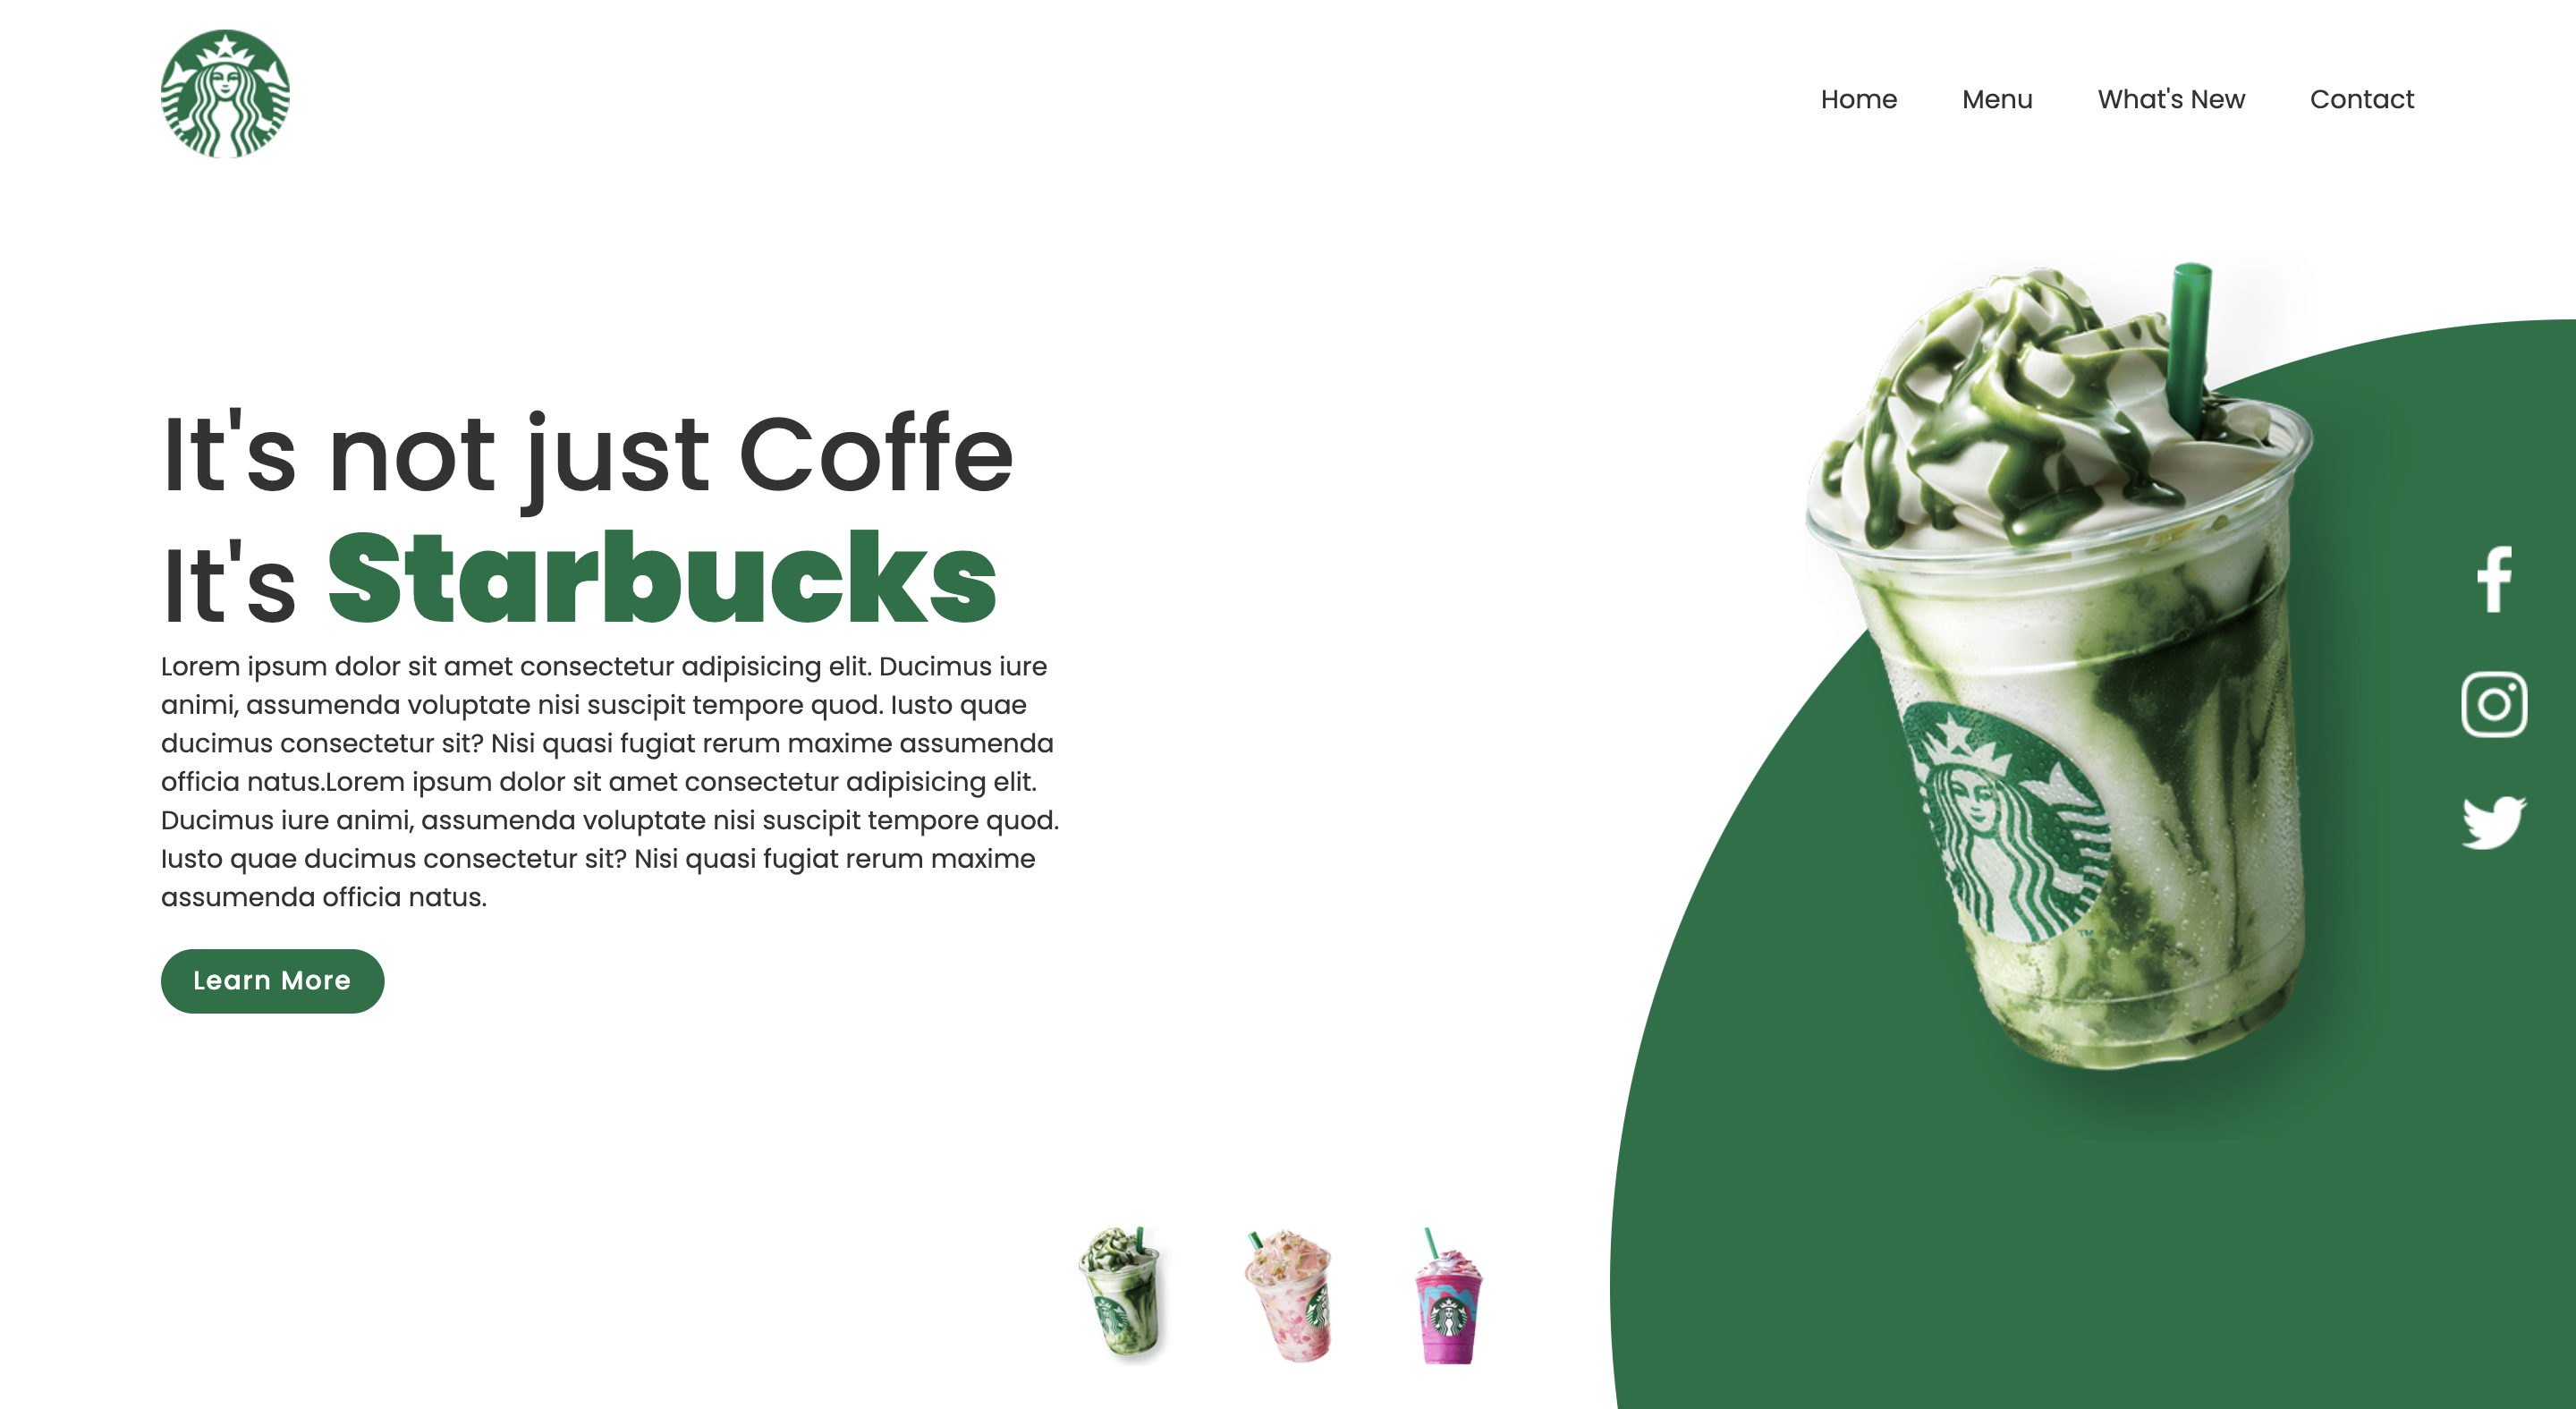 Home Menu What's New Contact
It's not just Coffe
It's Starbucks
Lorem ipsum dolor sit amet consectetur adipisicing elit. Ducimus iure
animi, assumenda voluptate nisi suscipit tempore quod. Iusto quae
ducimus consectetur sit? Nisi quasi fugiat rerum maxime assumenda
officia natus.Lorem ipsum dolor sit amet consectetur adipisicing elit.
Ducimus iure animi, assumenda voluptate nisi suscipit tempore quod.
Iusto quae ducimus consectetur sit? Nisi quasi fugiat rerum maxime
assumenda officia natus.
Learn More
TM